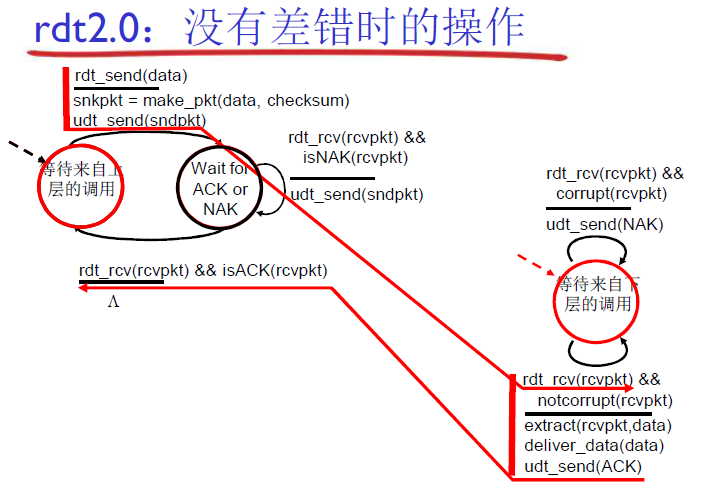 rdt2.0：没有差错时的操作
rdt_send(data)
snkpkt = make_pkt(data, checksum)
udt_send(sndpkt)
等待来自上
层的调用
Wait for
ACK or
NAK
rdt_rcv(rcvpkt) &&
isNAK(rcvpkt)
udt_send(sndpkt)
rdt_rcv(rcvpkt) && isACK(rcvpkt)
Λ
rdt_rcv(rcvpkt) &&
corrupt(rcvpkt)
udt_send(NAK)
等待来自下
层的调用
rdt_rcv(rcvpkt) &&
notcorrupt(rcvpkt)
extract(rcvpkt,data)
deliver_data(data)
udt_send(ACK)